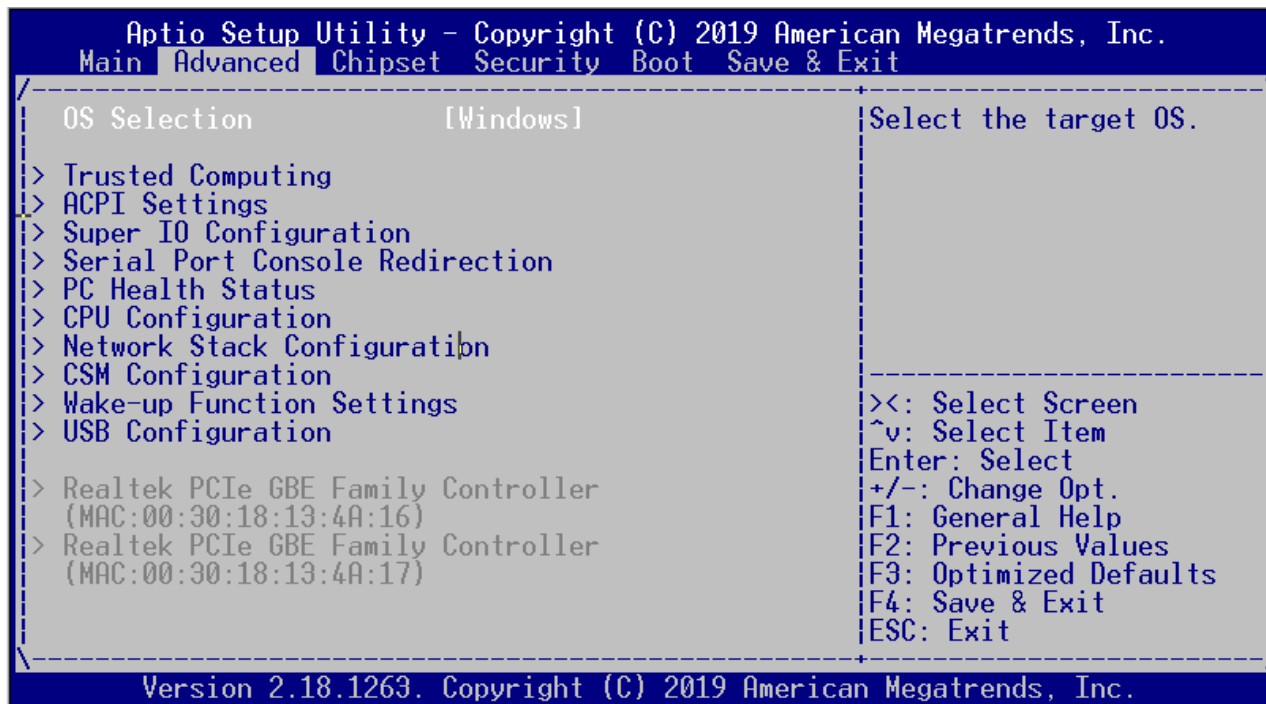 Aptio Setup Utility - Copyright (C) 2019 American Megatrends, Inc.
Main Advanced Chipset Security Boot Save & Exit
OS Selection [Windows]
> Trusted Computing
> ACPI Settings
> Super IO Configuration
> Serial Port Console Redirection
> PC Health Status
> CPU Configuration
> Network Stack Configuration
> CSM Configuration
> Wake-up Function Settings
> USB Configuration
> Realtek PCIe GBE Family Controller
(MAC:00:30:18:13:4A:16)
> Realtek PCIe GBE Family Controller
(MAC:00:30:18:13:4A:17)
Select the target OS.
><: Select Screen
^v: Select Item
Enter: Select
+/-: Change Opt.
F1: General Help
F2: Previous Values
F3: Optimized Defaults
F4: Save & Exit
ESC: Exit
Version 2.18.1263. Copyright (C) 2019 American Megatrends, Inc.